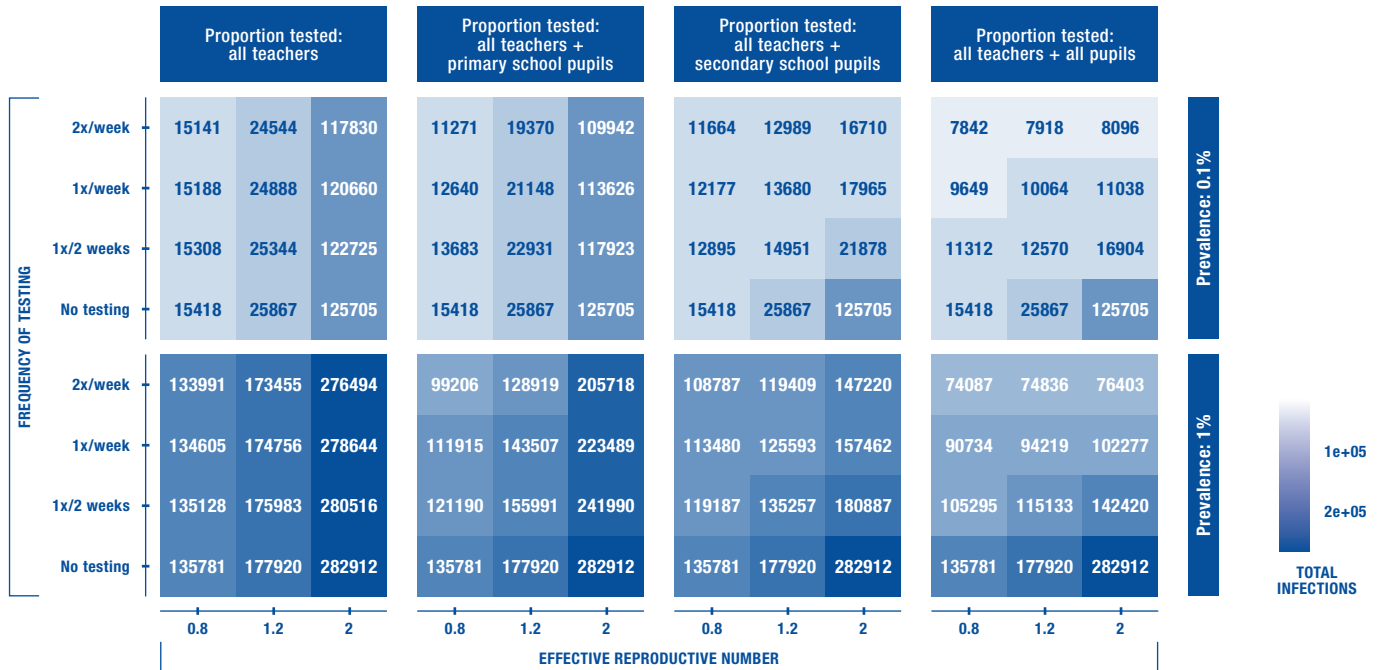 Proportion tested:
all teachers
Proportion tested:
all teachers +
primary school pupils
Proportion tested:
all teachers +
secondary school pupils
Proportion tested:
all teachers + all pupils
FREQUENCY OF TESTING
2x/week 15141 24544 117830 11271 19370 109942 11664 12989 16710 7842 7918 8096
1x/week 15188 24888 120660 12640 21148 113626 12177 13680 17965 9649 10064 11038
1x/2 weeks 15308 25344 122725 13683 22931 117923 12895 14951 21878 11312 12570 16904
No testing 15418 25867 125705 15418 25867 125705 15418 25867 125705 15418 25867 125705
Prevalence: 0.1%
2x/week 133991 173455 276494 99206 128919 205718 108787 119409 147220 74087 74836 76403
1x/week 134605 174756 278644 111915 143507 223489 113480 125593 157462 90734 94219 102277
1x/2 weeks 135128 175983 280516 121190 155991 241990 119187 135257 180887 105295 115133 142420
No testing 135781 177920 282912 135781 177920 282912 135781 177920 282912 135781 177920 282912
Prevalence: 1%
0.8 1.2 2 0.8 1.2 2 0.8 1.2 2 0.8 1.2 2
EFFECTIVE REPRODUCTIVE NUMBER
1e+05
2e+05
TOTAL
INFECTIONS